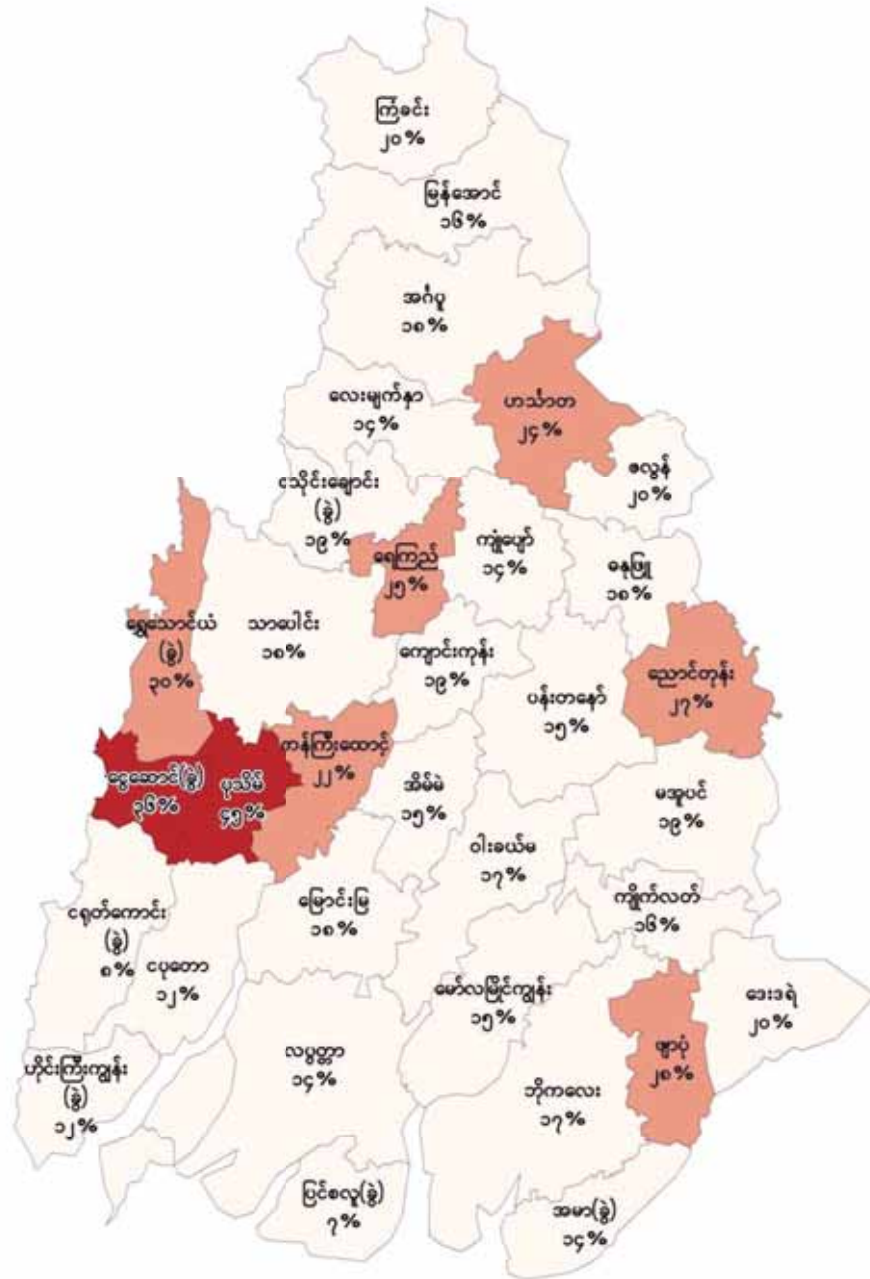 ကြံခင်း
၂၀%
မြန်အောင်
၁၆%
အင်္ဂပူ
၁၈%
လေးမျက်နှာ
၁၄%
ဟင်္သာတ
၂၄%
ဇလွန်
၂၀%
ငသိုင်းချောင်း
(ခွဲ)
၁၉%
ရေကြည်
၂၅%
ကျုံပျော်
၁၄%
ဓနုဖြူ
၁၈%
ရွှေသောင်ယံ
(ခွဲ)
၃၀%
သာပေါင်း
၁၈%
ကျောင်းကုန်း
၁၉%
ပန်းတနော်
၁၅%
ညောင်တုန်း
၂၇%
ငွေဆောင်(ခွဲ)
၃၆%
ပုသိမ်
၄၅%
ကန်ကြီးထောင့်
၂၂%
အိမ်မဲ
၁၅%
မအူပင်
၁၉%
ဝါးခယ်မ
၁၇%
ငရုတ်ကောင်း
(ခွဲ)
၈%
ငပုတော
၁၂%
မြောင်းမြ
၁၈%
ကျိုက်လတ်
၁၆%
မော်လမြိုင်ကျွန်း
၁၅%
ဒေးဒရဲ
၂၀%
ဟိုင်းကြီးကျွန်း
(ခွဲ)
၁၂%
လပွတ္တာ
၁၄%
ဘိုကလေး
၁၇%
ဖျာပုံ
၂၈%
ပြင်စလူ(ခွဲ)
၇%
အမာ(ခွဲ)
၁၄%